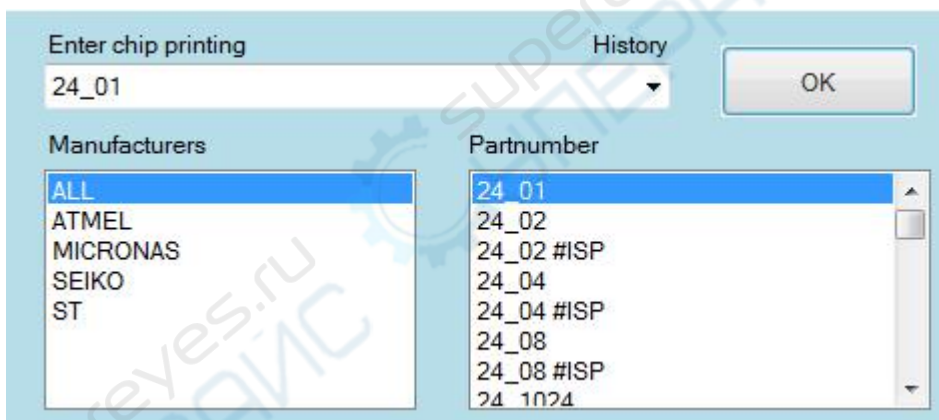 Enter chip printing
History
24_01
OK
Manufacturers
Partnumber
ALL
ATMEL
MICRONAS
SEIKO
ST
24_01
24_02
24_02 #ISP
24_04
24_04 #ISP
24_08
24_08 #ISP
24_1024